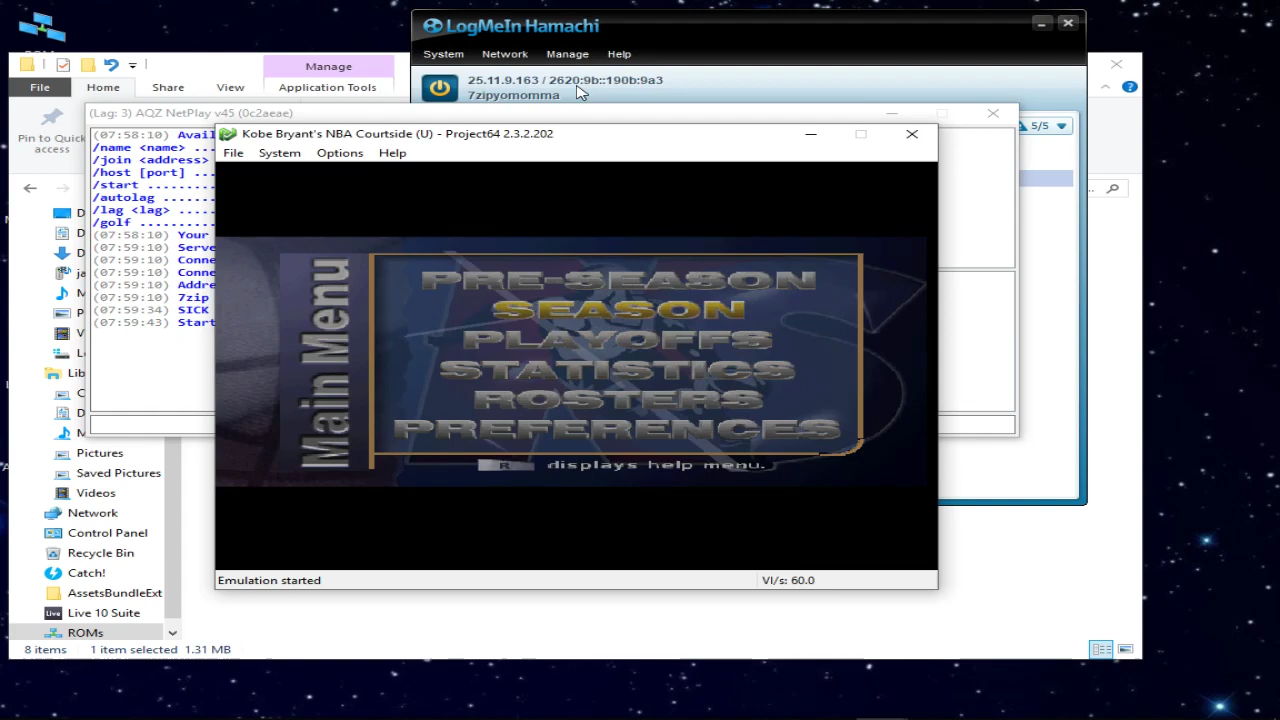 LogMeIn Hamachi
System Network Manage Help
25.11.9.163 / 2620:9b::190b:9a3
7zipyomomma
Manage
File Home Share View Application Tools
Pin to Quick
access
5/5
(Lag: 3) AQZ NetPlay v45 (0c2aeae)
(07:58:10) Avail
/name <name> ...
/join <address>
/host [port] ...
/start .......
/autolag ......
/lag <lag> .....
/golf ..........
(07:58:10) Your
(07:59:10) Serve
(07:59:10) Conne
(07:59:10) Conne
(07:59:10) Addre
(07:59:10) 7zip
(07:59:34) SICK
(07:59:43) Start
Kobe Bryant's NBA Courtside (U) - Project64 2.3.2.202
File System Options Help
Main Menu
PRE-SEASON
SEASON
PLAYOFFS
STATISTICS
ROSTERS
PREFERENCES
R displays help menu.
Emulation started VI/s: 60.0
Lib
Pictures
Saved Pictures
Videos
Network
Control Panel
Recycle Bin
Catch!
AssetsBundleExt
Live Live 10 Suite
ROMs
8 items 1 item selected 1.31 MB